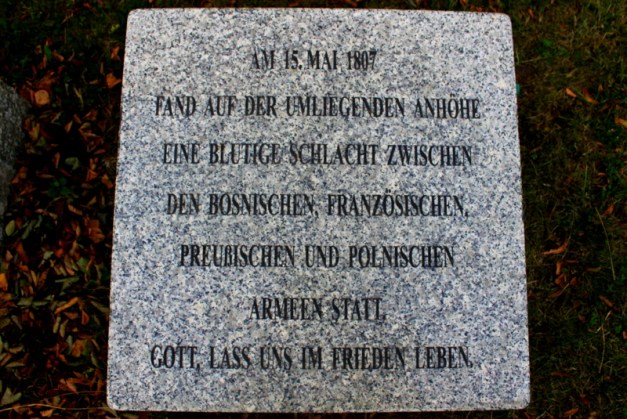 AM 15. MAI 1807
FAND AUF DER UMLIEGENDEN ANHÖHE
EINE BLUTIGE SCHLACHT ZWISCHEN
DEN BOSNISCHEN, FRANZÖSISCHEN,
PREUßISCHEN UND POLNISCHEN
ARMEEN STATT.
GOTT, LASS UNS IM FRIEDEN LEBEN.